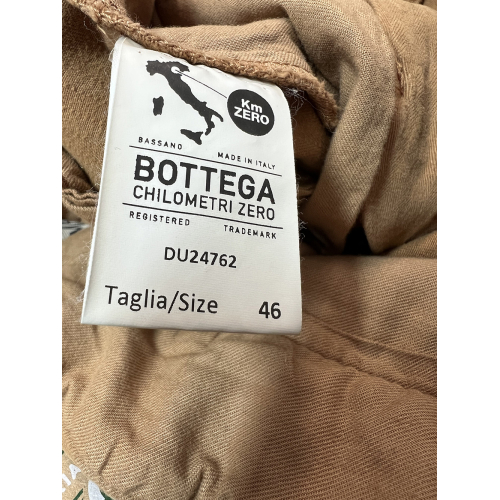 Km
ZERO
BASSANO MADE IN ITALY
BOTTEGA
CHILOMETRI ZERO
REGISTERED TRADEMARK
DU24762
Taglia/Size 46